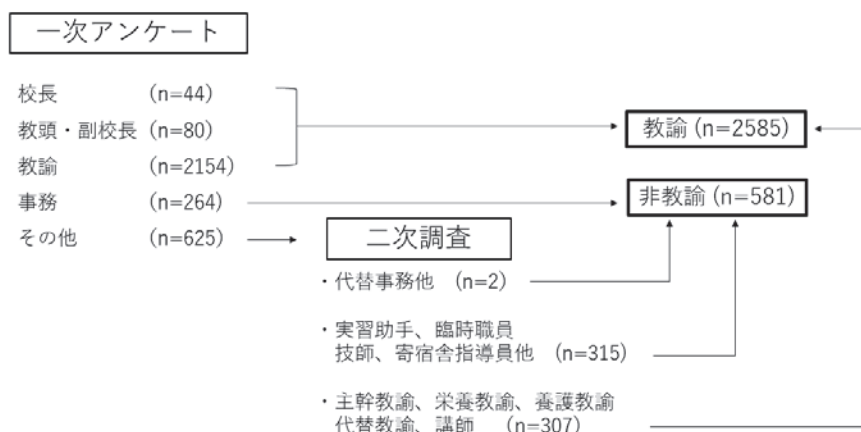 一次アンケート
校長 (n=44)
教頭・副校長 (n=80)
教諭 (n=2154)
事務 (n=264)
その他 (n=625)
教諭 (n=2585)
非教諭 (n=581)
二次調査
・代替事務他 (n=2)
・実習助手、臨時職員
技師、寄宿舎指導員他 (n=315)
・主幹教諭、栄養教諭、養護教諭
代替教諭、講師 (n=307)